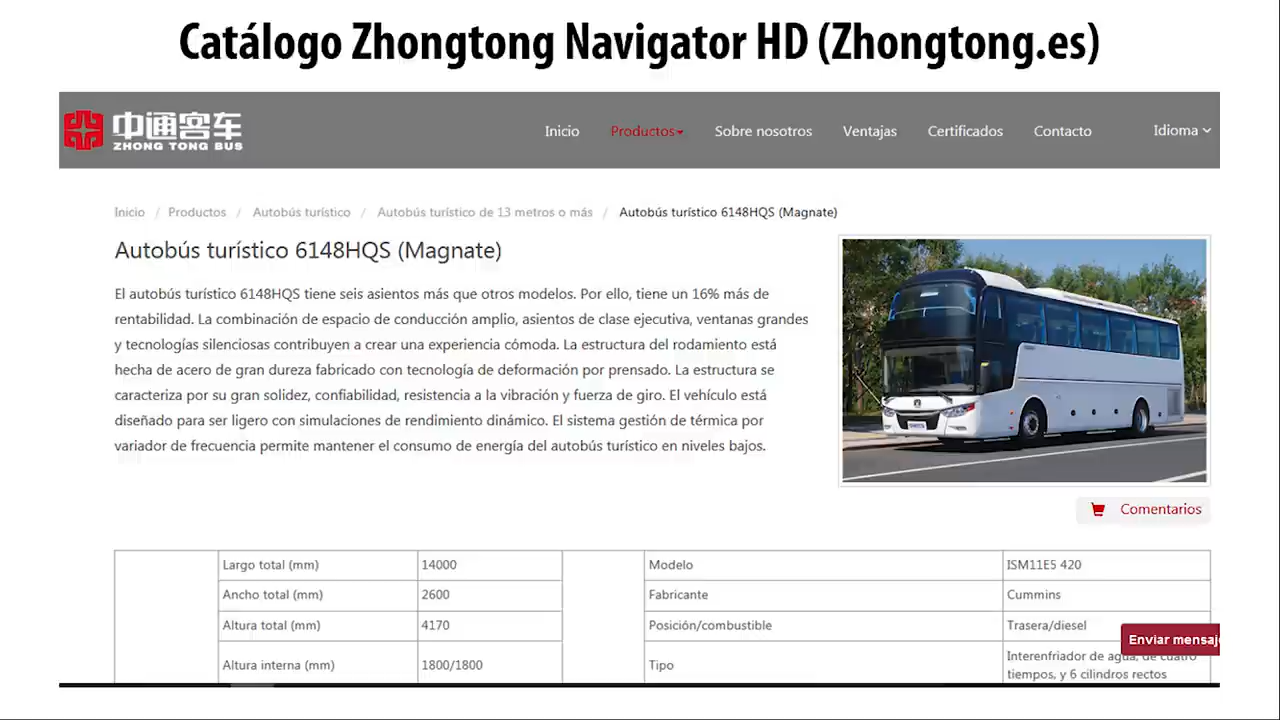 Catálogo Zhongtong Navigator HD (Zhongtong.es)
中通客车
ZHONG TONG BUS
Inicio Productos Sobre nosotros Ventajas Certificados Contacto Idioma
Inicio / Productos / Autobús turístico / Autobús turístico de 13 metros o más / Autobús turístico 6148HQS (Magnate)
Autobús turístico 6148HQS (Magnate)
El autobús turístico 6148HQS tiene seis asientos más que otros modelos. Por ello, tiene un 16% más de
rentabilidad. La combinación de espacio de conducción amplio, asientos de clase ejecutiva, ventanas grandes
y tecnologías silenciosas contribuyen a crear una experiencia cómoda. La estructura del rodamiento está
hecha de acero de gran dureza fabricado con tecnología de deformación por prensado. La estructura se
caracteriza por su gran solidez, confiabilidad, resistencia a la vibración y fuerza de giro. El vehículo está
diseñado para ser ligero con simulaciones de rendimiento dinámico. El sistema gestión de térmica por
variador de frecuencia permite mantener el consumo de energía del autobús turístico en niveles bajos.
Comentarios
Largo total (mm) 14000 Modelo ISM11E5 420
Ancho total (mm) 2600 Fabricante Cummins
Altura total (mm) 4170 Posición/combustible Trasera/diesel
Enviar mensaj
Altura interna (mm) 1800/1800 Tipo Interenfriador de agua, de cuatro
tiempos, y 6 cilindros rectos